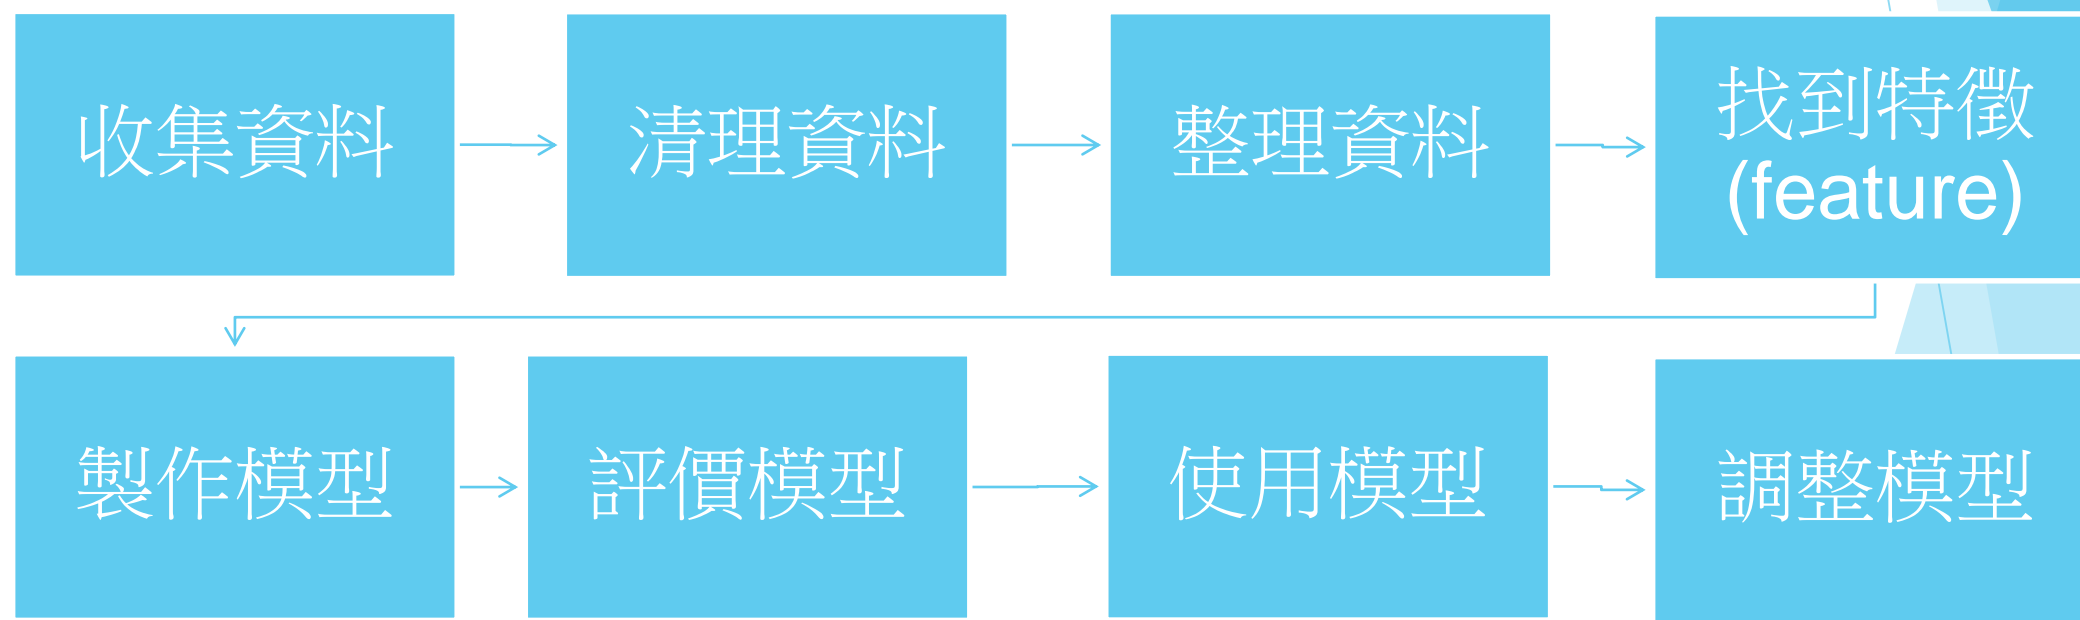 收集資料
清理資料
整理資料
找到特徵
(feature)
製作模型
評價模型
使用模型
調整模型